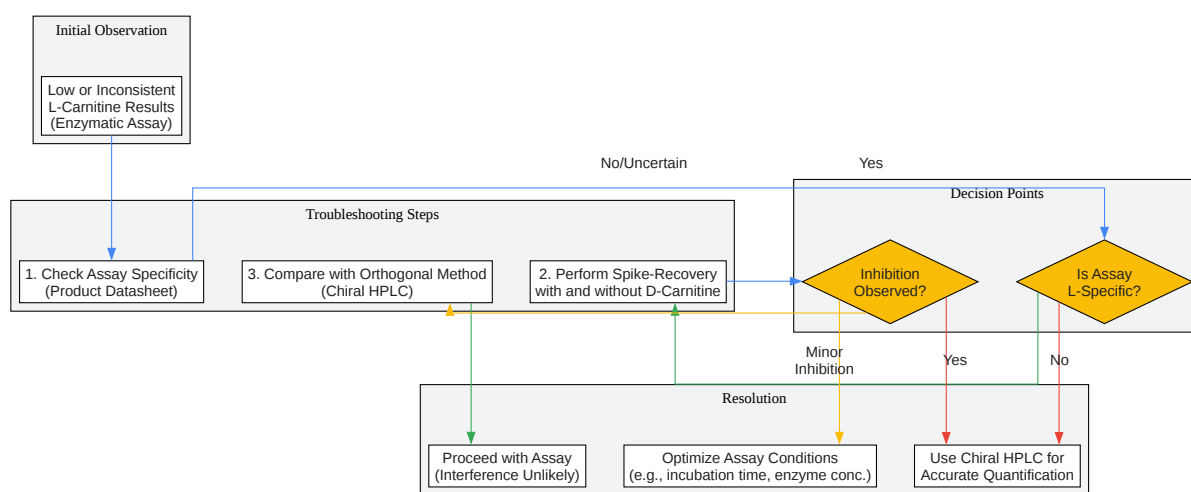 Initial Observation
Low or Inconsistent
L-Carnitine Results
(Enzymatic Assay)
No/Uncertain
Yes
Troubleshooting Steps
Decision Points
1. Check Assay Specificity
(Product Datasheet)
3. Compare with Orthogonal Method
(Chiral HPLC)
2. Perform Spike-Recovery
with and without D-Carnitine
Inhibition
Observed?
Is Assay
L-Specific?
Minor
Inhibition
Yes
No
Resolution
Proceed with Assay
(Interference Unlikely)
Optimize Assay Conditions
(e.g., incubation time, enzyme conc.)
Use Chiral HPLC for
Accurate Quantification